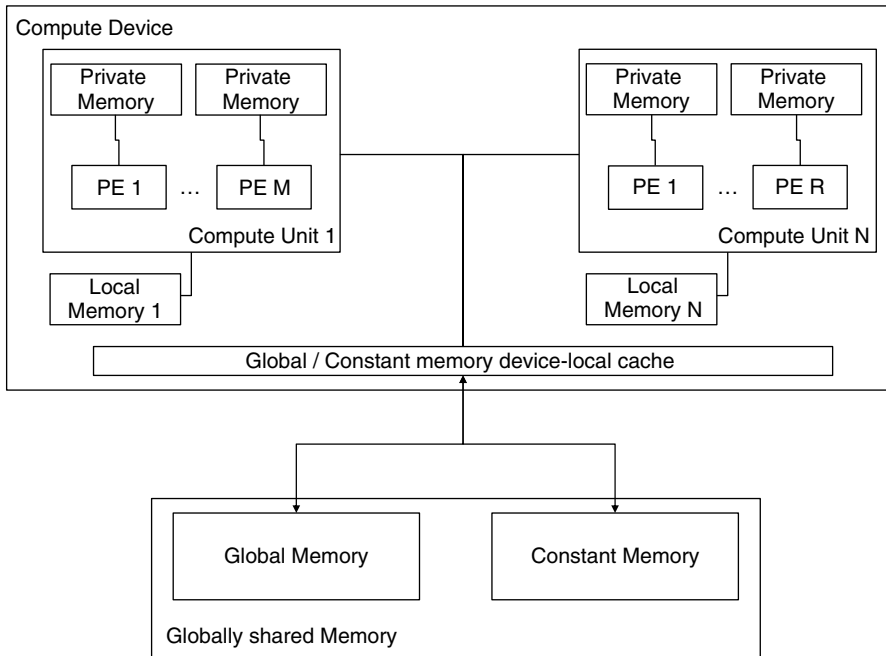 Compute Device
Private
Memory
Private
Memory
PE 1
...
PE M
Compute Unit 1
Local
Memory 1
Private
Memory
Private
Memory
PE 1
...
PE R
Compute Unit N
Local
Memory N
Global / Constant memory device-local cache
Global Memory
Constant Memory
Globally shared Memory